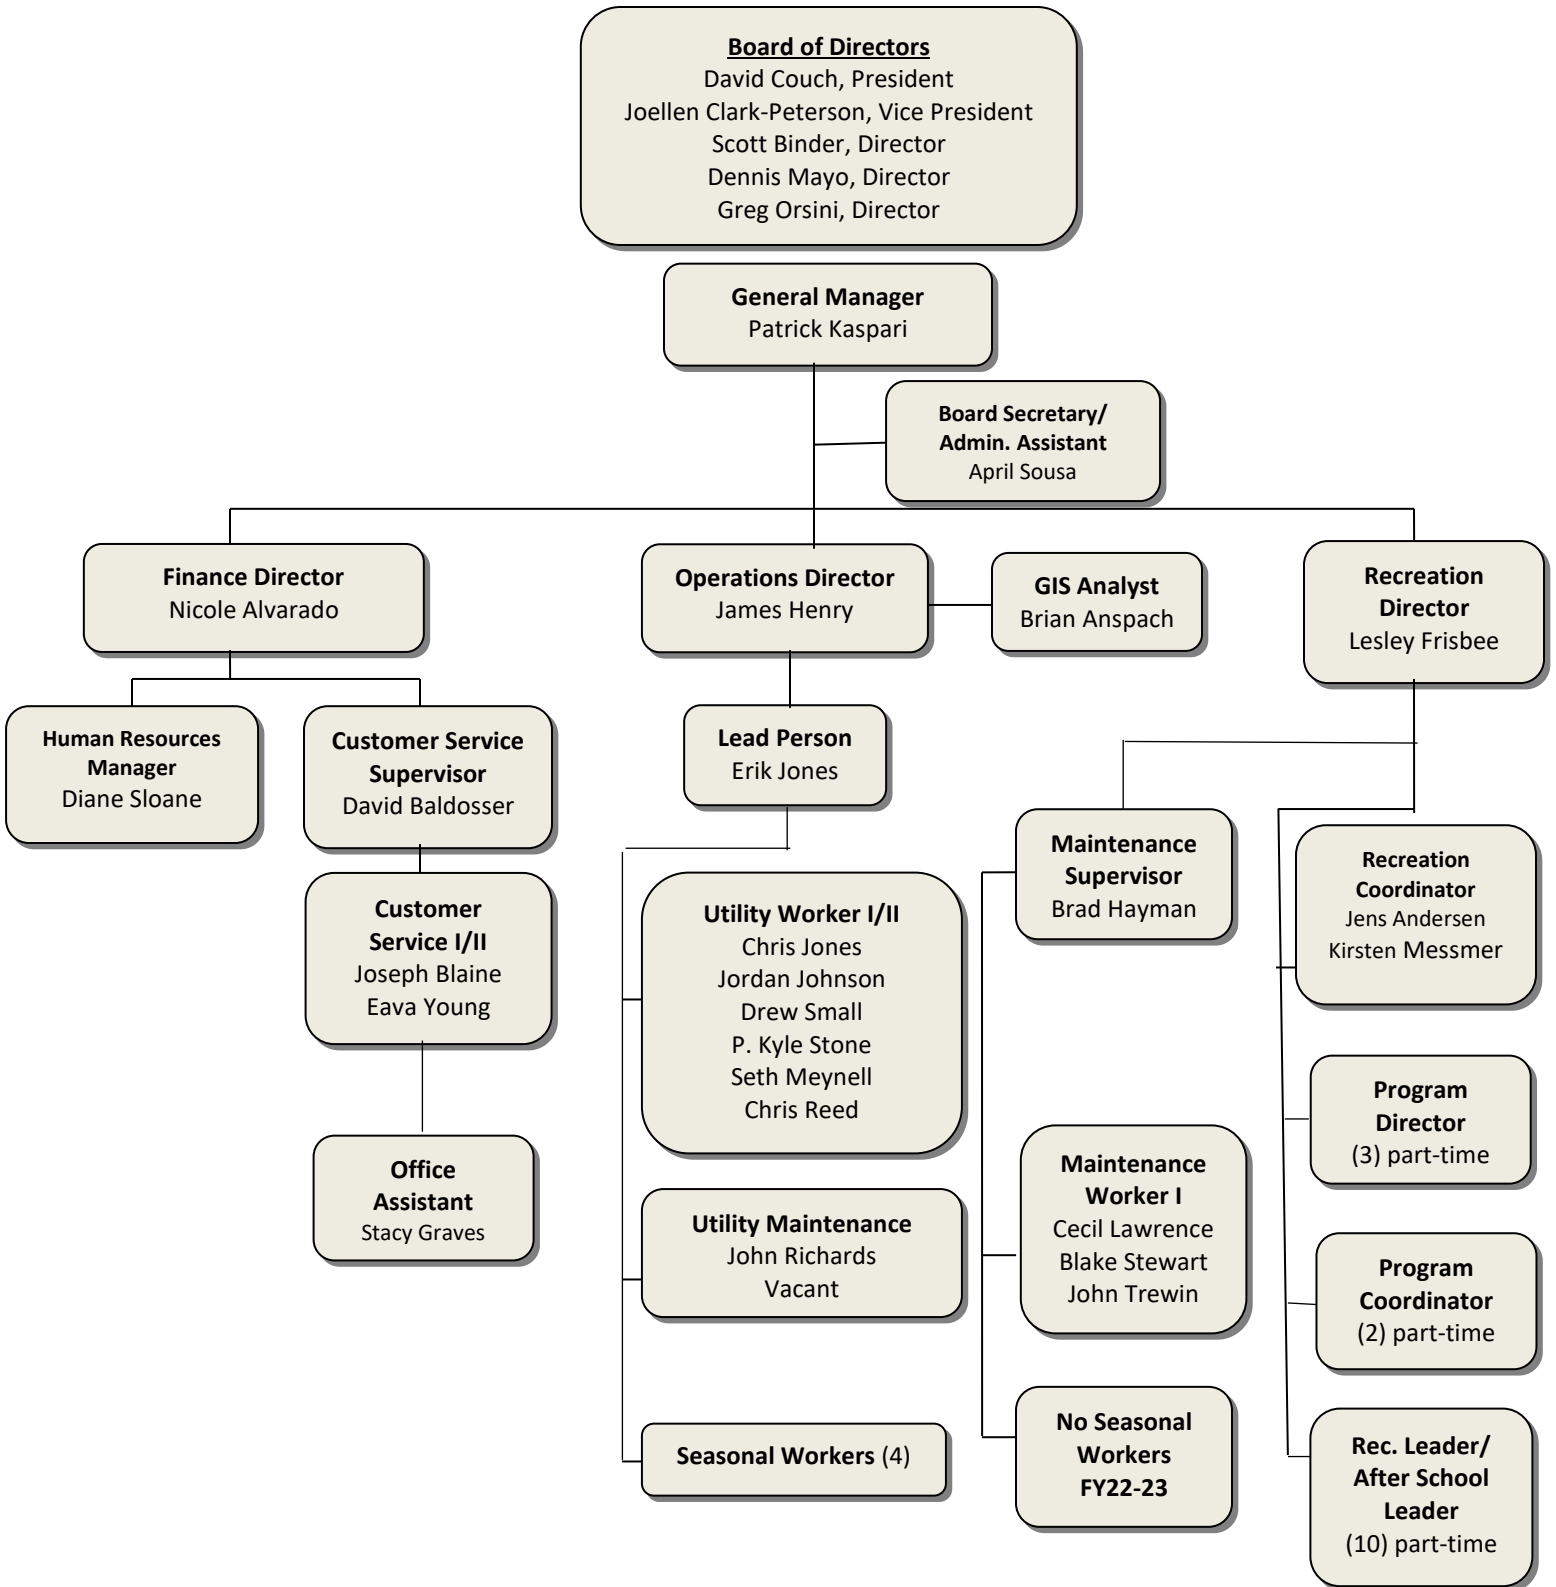 Board of Directors
David Couch, President
Joellen Clark-Peterson, Vice President
Scott Binder, Director
Dennis Mayo, Director
Greg Orsini, Director
General Manager
Patrick Kaspari
Board Secretary/
Admin. Assistant
April Sousa
Finance Director
Nicole Alvarado
Operations Director
James Henry
GIS Analyst
Brian Anspach
Recreation
Director
Lesley Frisbee
Human Resources
Manager
Diane Sloane
Customer Service
Supervisor
David Baldosser
Lead Person
Erik Jones
Maintenance
Supervisor
Brad Hayman
Recreation
Coordinator
Jens Andersen
Kirsten Messmer
Customer
Service I/II
Joseph Blaine
Eava Young
Utility Worker I/II
Chris Jones
Jordan Johnson
Drew Small
P. Kyle Stone
Seth Meynell
Chris Reed
Program
Director
(3) part-time
Office
Assistant
Stacy Graves
Utility Maintenance
John Richards
Vacant
Maintenance
Worker I
Cecil Lawrence
Blake Stewart
John Trewin
Program
Coordinator
(2) part-time
Seasonal Workers (4)
No Seasonal
Workers
FY22-23
Rec. Leader/
After School
Leader
(10) part-time